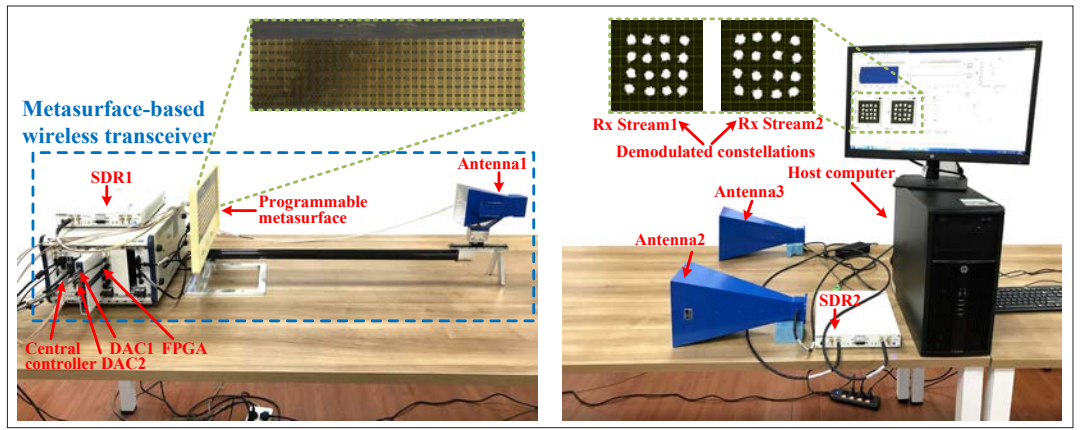 Metasurface-based
wireless transceiver
SDR1
Programmable
metasurface
Antenna1
Central
controller
DAC1
DAC2
FPGA
Rx Stream1
Rx Stream2
Demodulated constellations
Host computer
Antenna3
Antenna2
SDR2